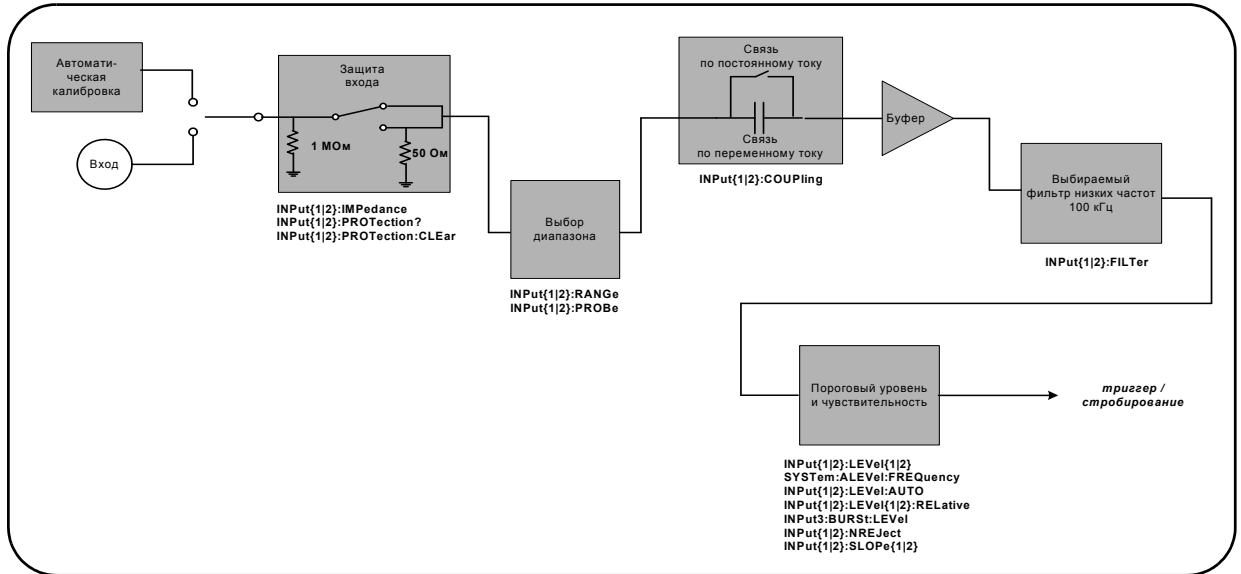 Автомати-
ческая
калибровка
Вход
Защита
входа
1 МОм
50 Ом
INPut{1|2}:IMPedance
INPut{1|2}:PROTection?
INPut{1|2}:PROTection:CLEar
Выбор
диапазона
INPut{1|2}:RANGe
INPut{1|2}:PROBe
Связь
по постоянному току
Связь
по переменному току
INPut{1|2}:COUPling
Буфер
Выбираемый
фильтр низких частот
100 кГц
INPut{1|2}:FILTer
Пороговый уровень
и чувствительность
INPut{1|2}:LEVel{1|2}
SYSTem:ALEVel:FREQuency
INPut{1|2}:LEVel:AUTO
INPut{1|2}:LEVel{1|2}:RELative
INPut3:BURSt:LEVel
INPut{1|2}:NREJect
INPut{1|2}:SLOPe{1|2}
триггер /
стробирование